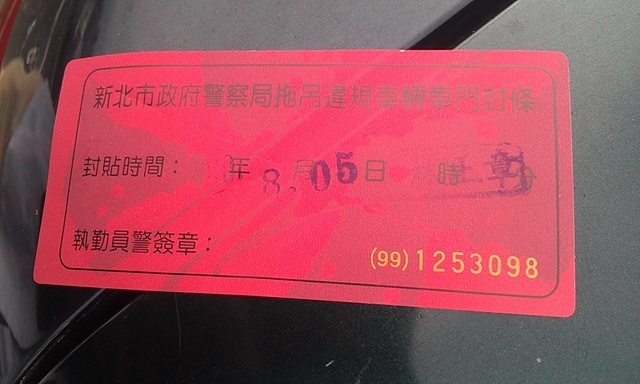 新北市政府警察局拖吊違規車輛車門封條
封貼時間： 年 8.月05日 時 分
執勤員警簽章：
(99)1253098